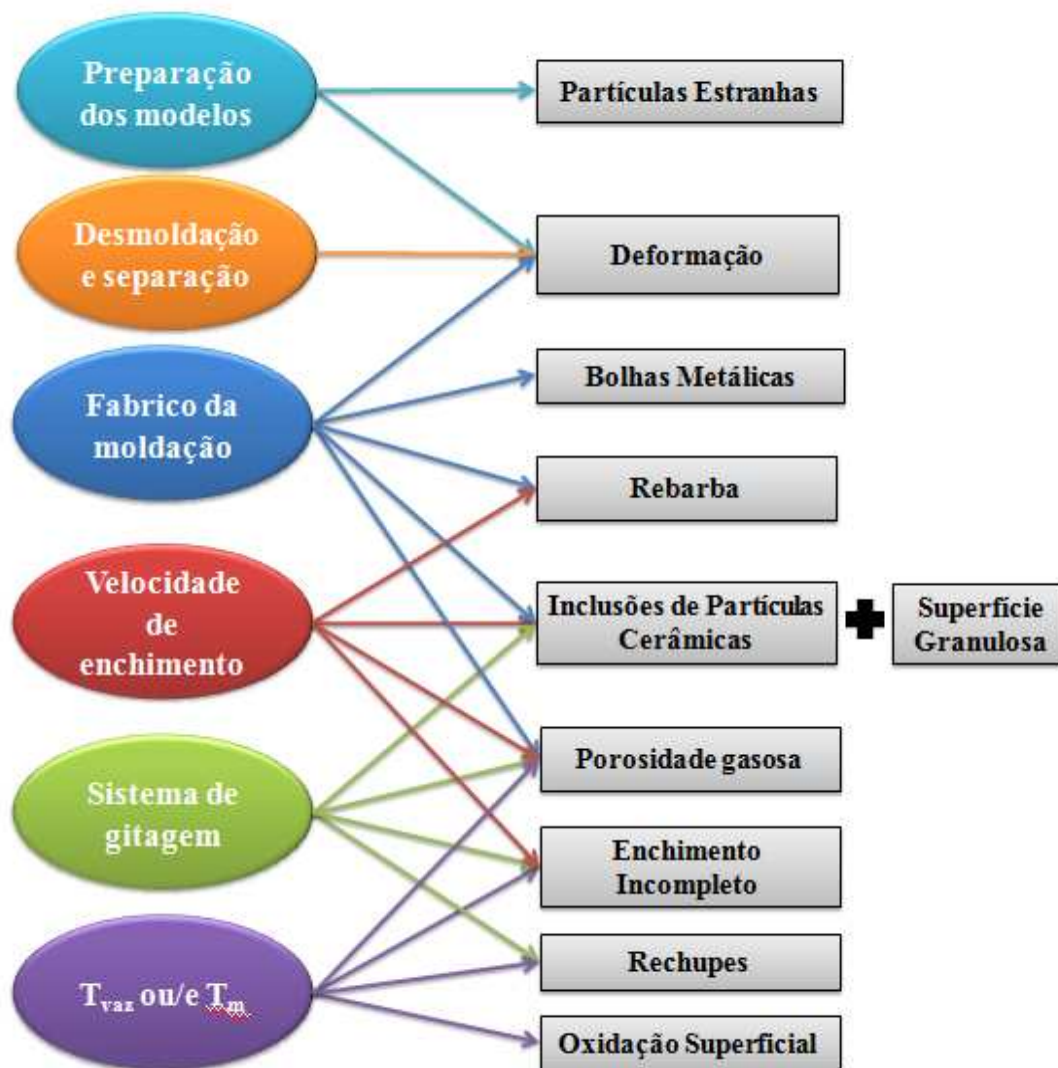 Preparação
dos modelos
Partículas Estranhas
Desmoldação
e separação
Deformação
Fabrico da
moldação
Bolhas Metálicas
Rebarba
Velocidade
de
enchimento
Inclusões de Partículas
Cerâmicas
Superfície
Granulosa
Sistema de
gitagem
Porosidade gasosa
Enchimento
Incompleto
Tvaz ou/e Tm
Rechupes
Oxidação Superficial